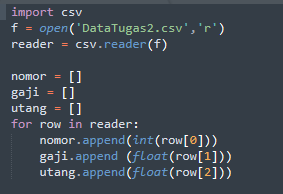 import csv
f = open('DataTugas2.csv','r')
reader = csv.reader(f)
nomor = []
gaji = []
utang = []
for row in reader:
    nomor.append(int(row[0]))
    gaji.append (float(row[1]))
    utang.append(float(row[2]))